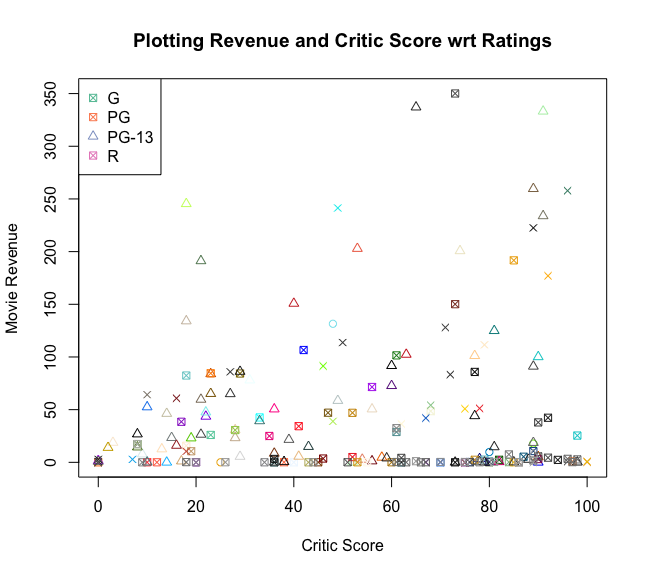 Plotting Revenue and Critic Score wrt Ratings
G
PG
PG-13
R
Movie Revenue
350
300
250
200
150
100
50
0
0 20 40 60 80 100
Critic Score